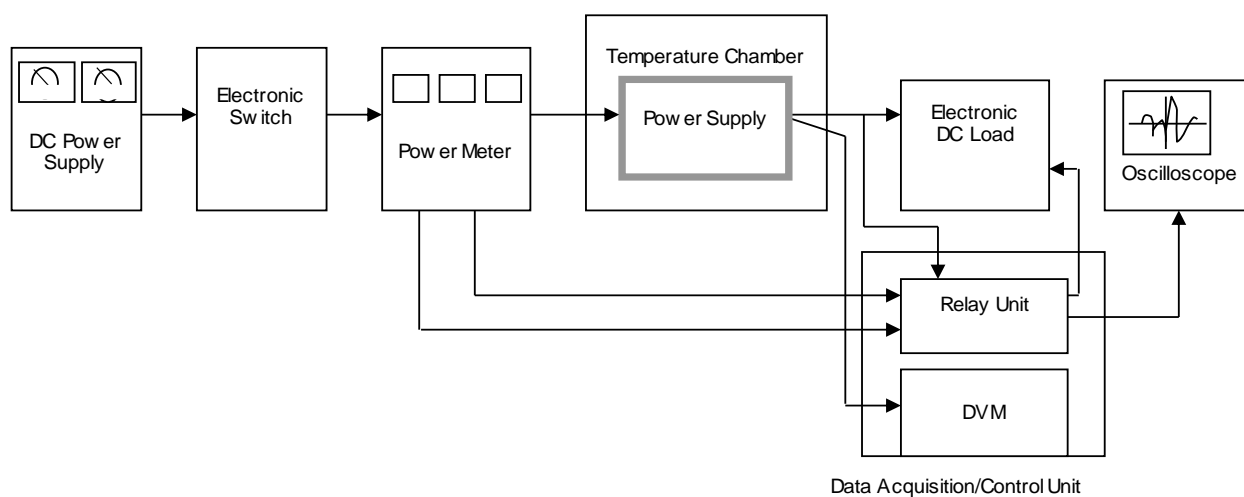 DC Power
Supply
Electronic
Switch
Power Meter
Temperature Chamber
Power Supply
Electronic
DC Load
Oscilloscope
Relay Unit
DVM
Data Acquisition/Control Unit